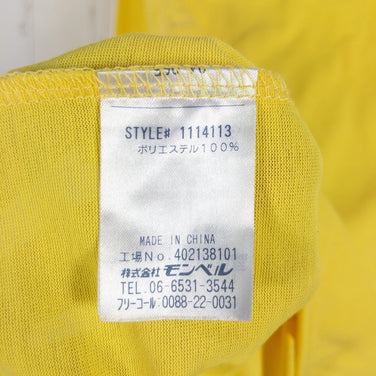 STYLE# 1114113
ポリエステル100%
MADE IN CHINA
工場No.402138101
株式会社 モンベル
TEL.06-6531-3544
フリーコール:0088-22-0031